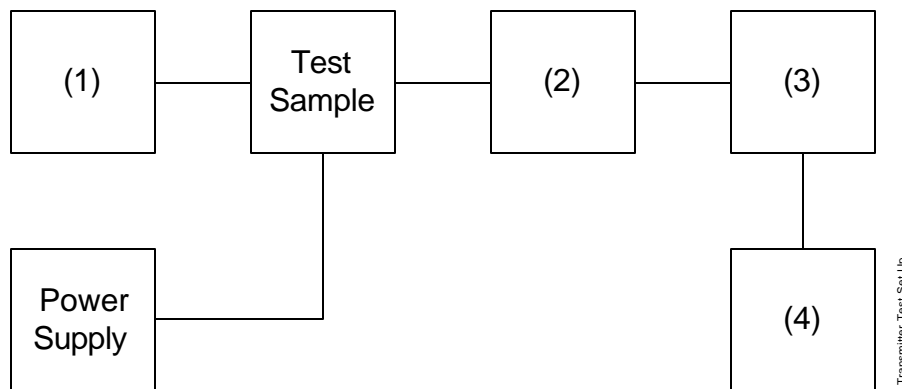 (1)
Test
Sample
(2)
(3)
Power
Supply
(4)
Transmitter Test Set Up